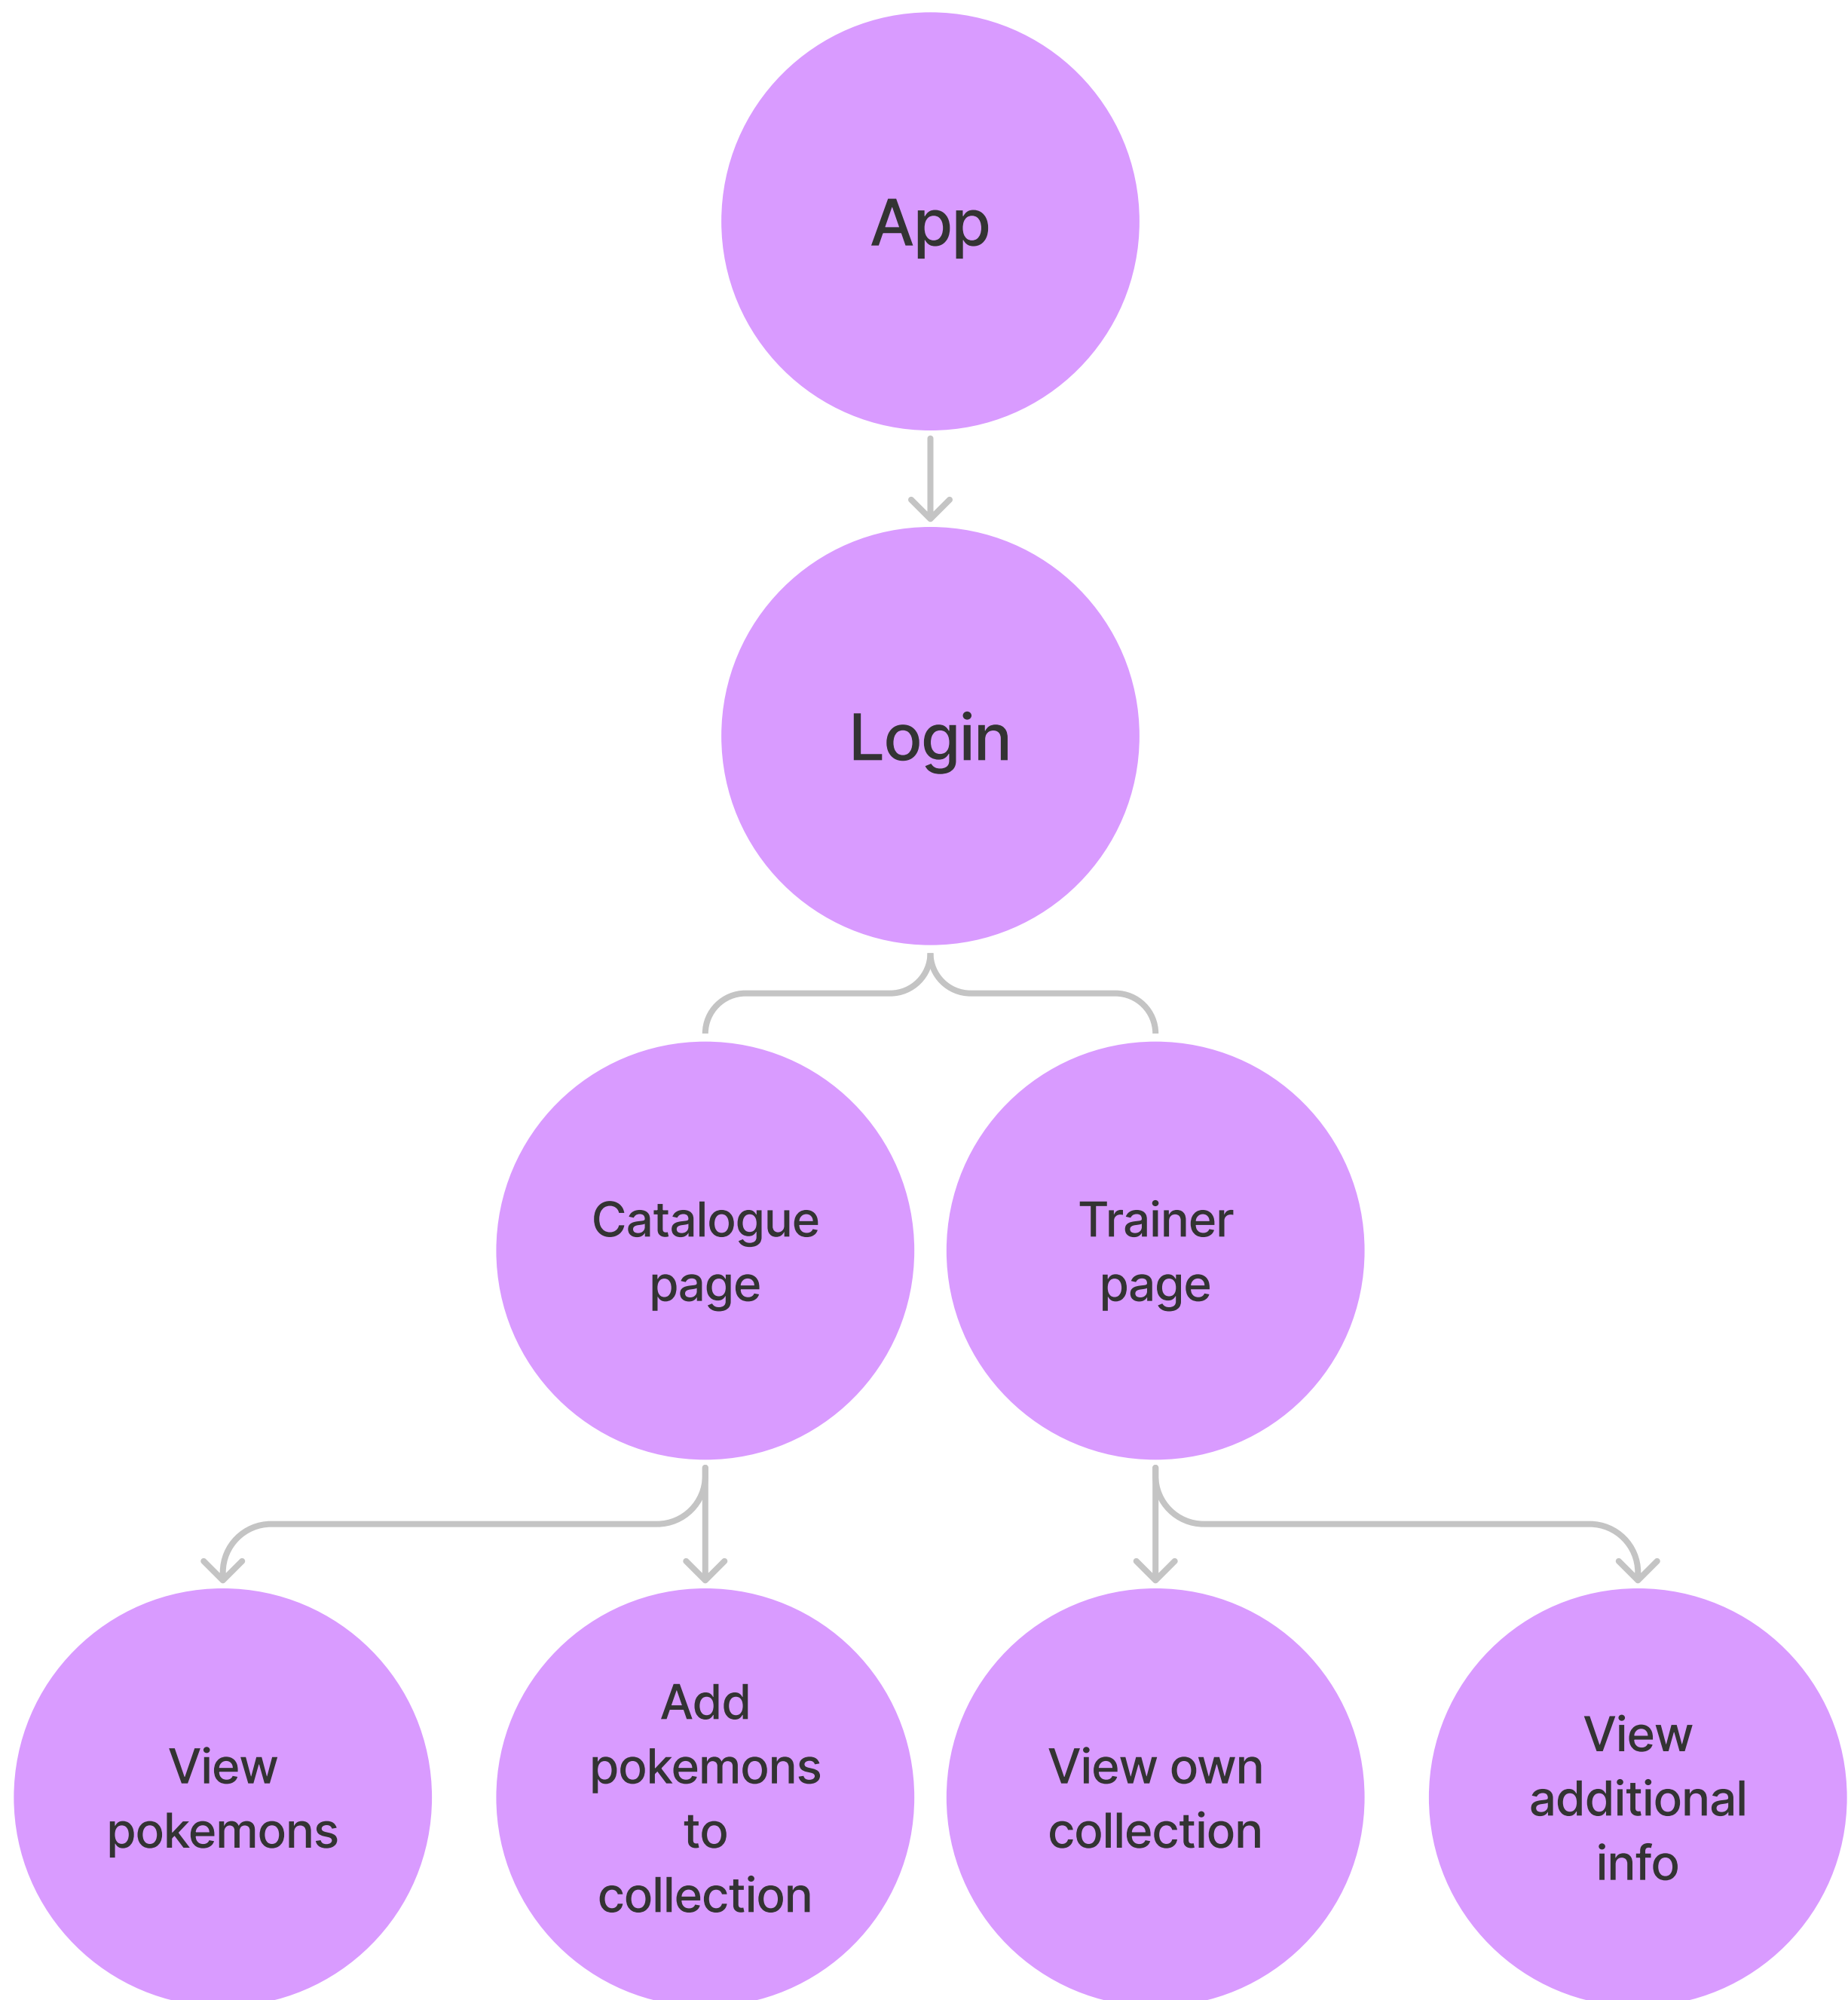 App
Login
Catalogue
page
Trainer
page
View
pokemons
Add
pokemons
to
collection
View own
collection
View
additional
info